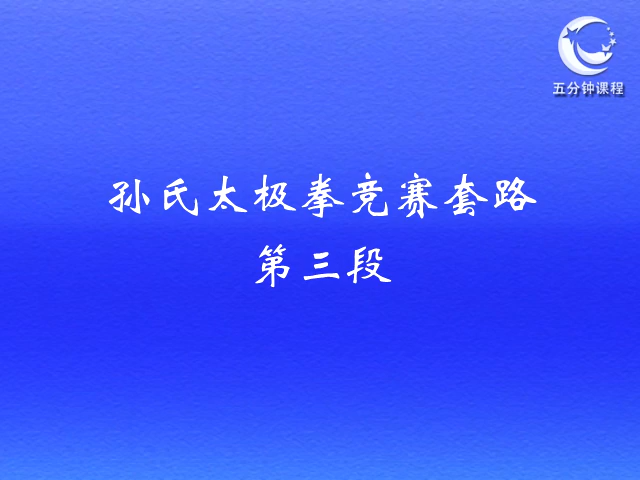 五分钟课程
孙氏太极拳竞赛套路
第三段